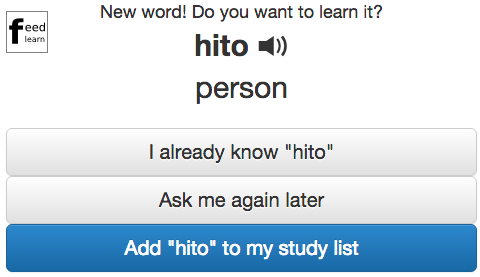 feed
learn
New word! Do you want to learn it?
hito
person
I already know "hito"
Ask me again later
Add "hito" to my study list